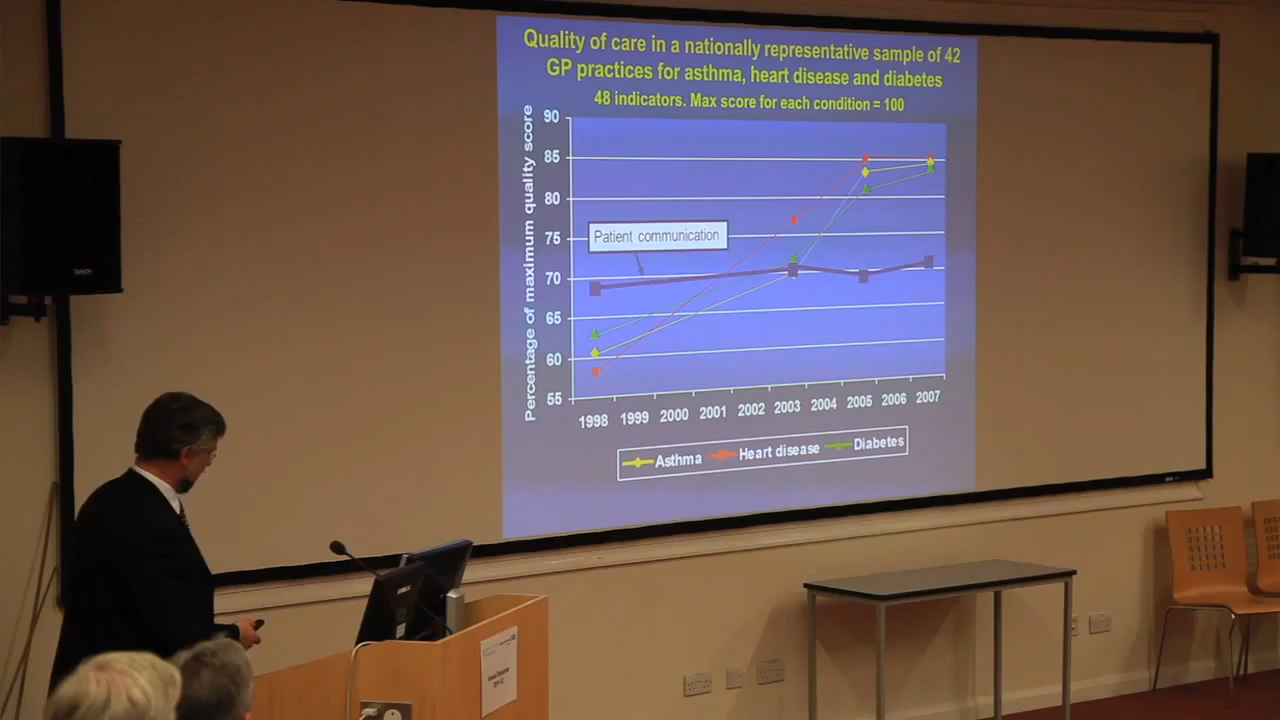 Quality of care in a nationally representative sample of 42
GP practices for asthma, heart disease and diabetes
48 indicators. Max score for each condition = 100
Percentage of maximum quality score
90
85
80
75
70
65
60
55
Patient communication
1998 1999 2000 2001 2002 2003 2004 2005 2006 2007
Asthma Heart disease Diabetes